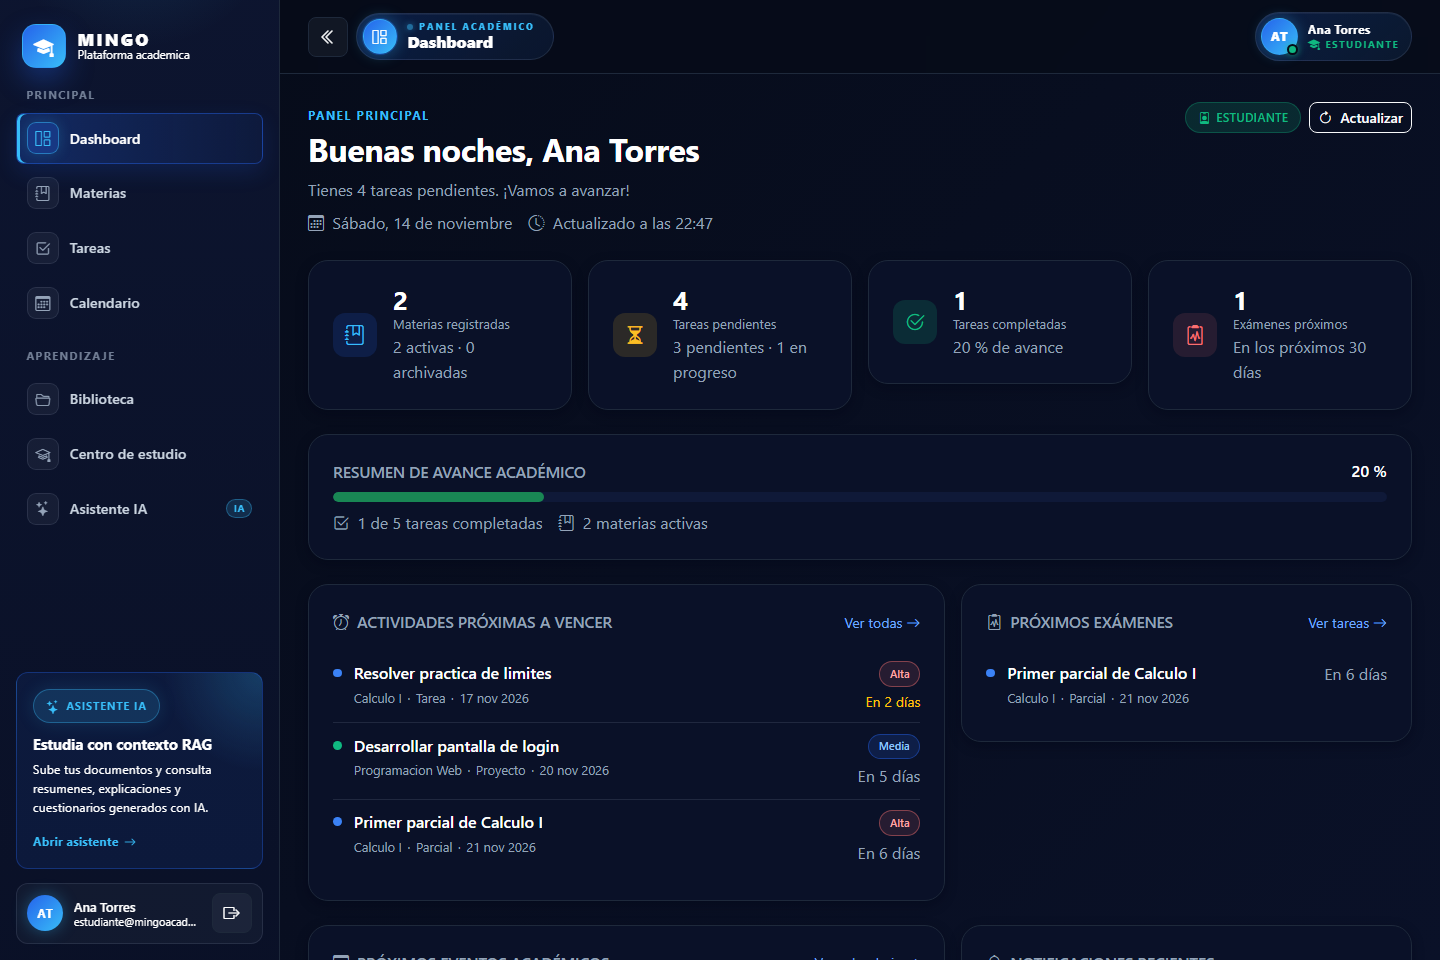 MINGO
Plataforma academica
PRINCIPAL
Dashboard
Materias
Tareas
Calendario
APRENDIZAJE
Biblioteca
Centro de estudio
Asistente IA
IA
ASISTENTE IA
Estudia con contexto RAG
Sube tus documentos y consulta
resumenes, explicaciones y
cuestionarios generados con IA.
Abrir asistente →
AT
Ana Torres
estudiante@mingoacad...
PANEL ACADÉMICO
Dashboard
AT
Ana Torres
ESTUDIANTE
PANEL PRINCIPAL
Buenas noches, Ana Torres
Tienes 4 tareas pendientes. ¡Vamos a avanzar!
Sábado, 14 de noviembre
Actualizado a las 22:47
ESTUDIANTE
Actualizar
2
Materias registradas
2 activas · 0
archivadas
4
Tareas pendientes
3 pendientes · 1 en
progreso
1
Tareas completadas
20 % de avance
1
Exámenes próximos
En los próximos 30
días
RESUMEN DE AVANCE ACADÉMICO
20 %
1 de 5 tareas completadas
2 materias activas
ACTIVIDADES PRÓXIMAS A VENCER
Ver todas →
Resolver practica de limites
Alta
Calculo I · Tarea · 17 nov 2026
En 2 días
Desarrollar pantalla de login
Media
Programacion Web · Proyecto · 20 nov 2026
En 5 días
Primer parcial de Calculo I
Alta
Calculo I · Parcial · 21 nov 2026
En 6 días
PRÓXIMOS EXÁMENES
Ver tareas →
Primer parcial de Calculo I
En 6 días
Calculo I · Parcial · 21 nov 2026
PRÓXIMOS EVENTOS ACADÉMICOS
NOTIFICACIONES RECIENTES